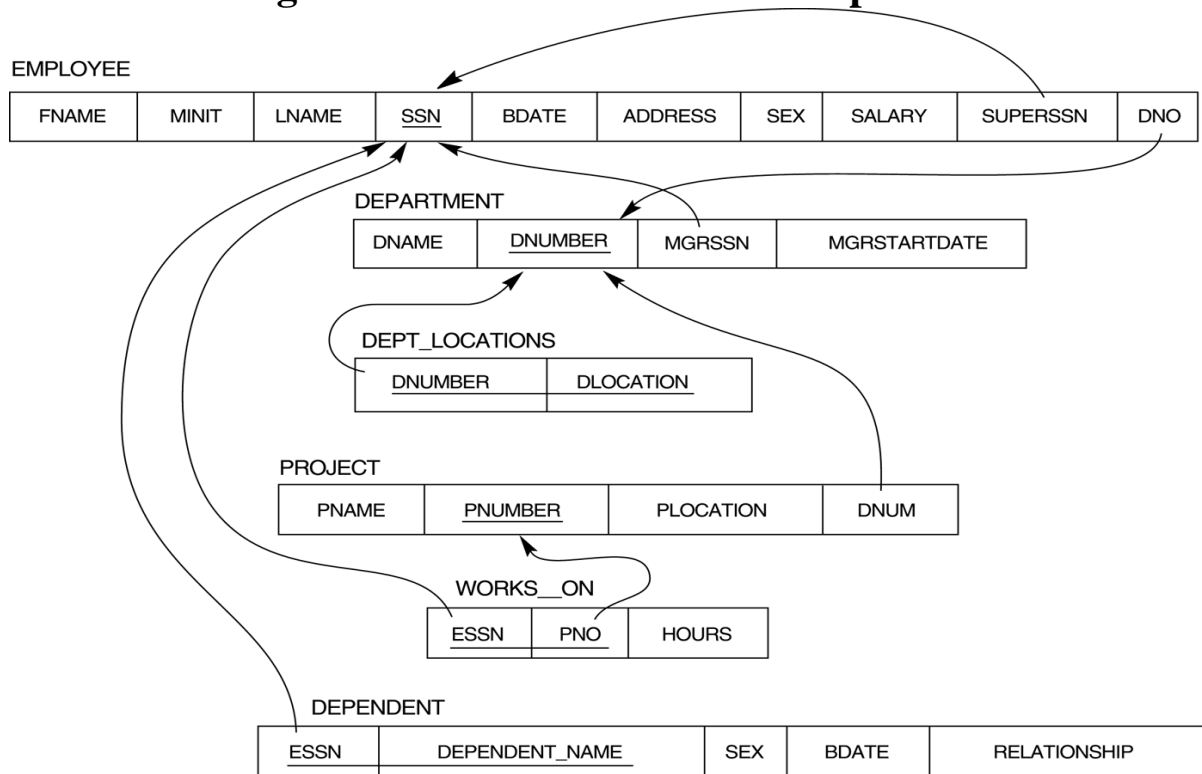 EMPLOYEE
FNAME MINIT LNAME SSN BDATE ADDRESS SEX SALARY SUPERSSN DNO
DEPARTMENT
DNAME DNUMBER MGRSSN MGRSTARTDATE
DEPT_LOCATIONS
DNUMBER DLOCATION
PROJECT
PNAME PNUMBER PLOCATION DNUM
WORKS__ON
ESSN PNO HOURS
DEPENDENT
ESSN DEPENDENT_NAME SEX BDATE RELATIONSHIP